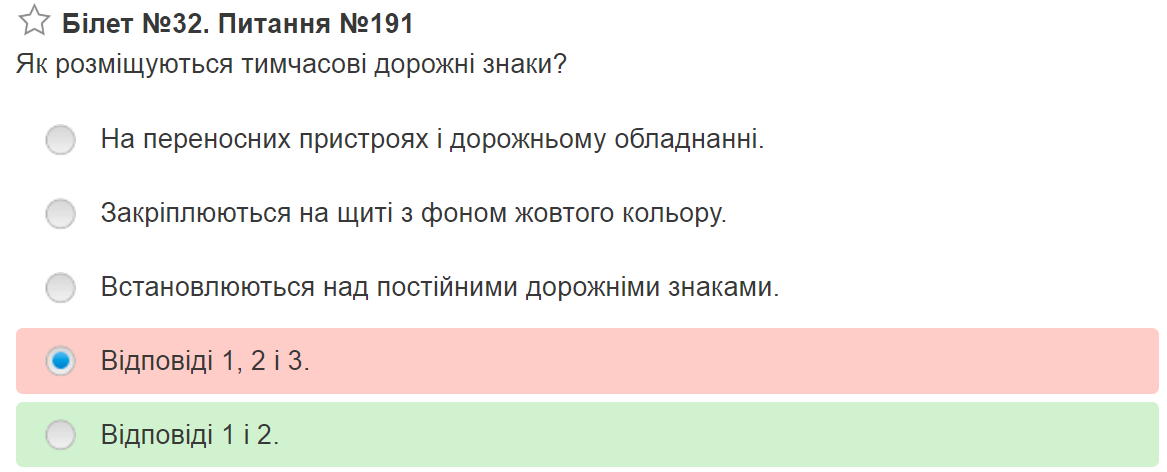 Білет №32. Питання №191
Як розміщуються тимчасові дорожні знаки?
На переносних пристроях і дорожньому обладнанні.
Закріплюються на щиті з фоном жовтого кольору.
Встановлюються над постійними дорожніми знаками.
Відповіді 1, 2 і 3.
Відповіді 1 і 2.